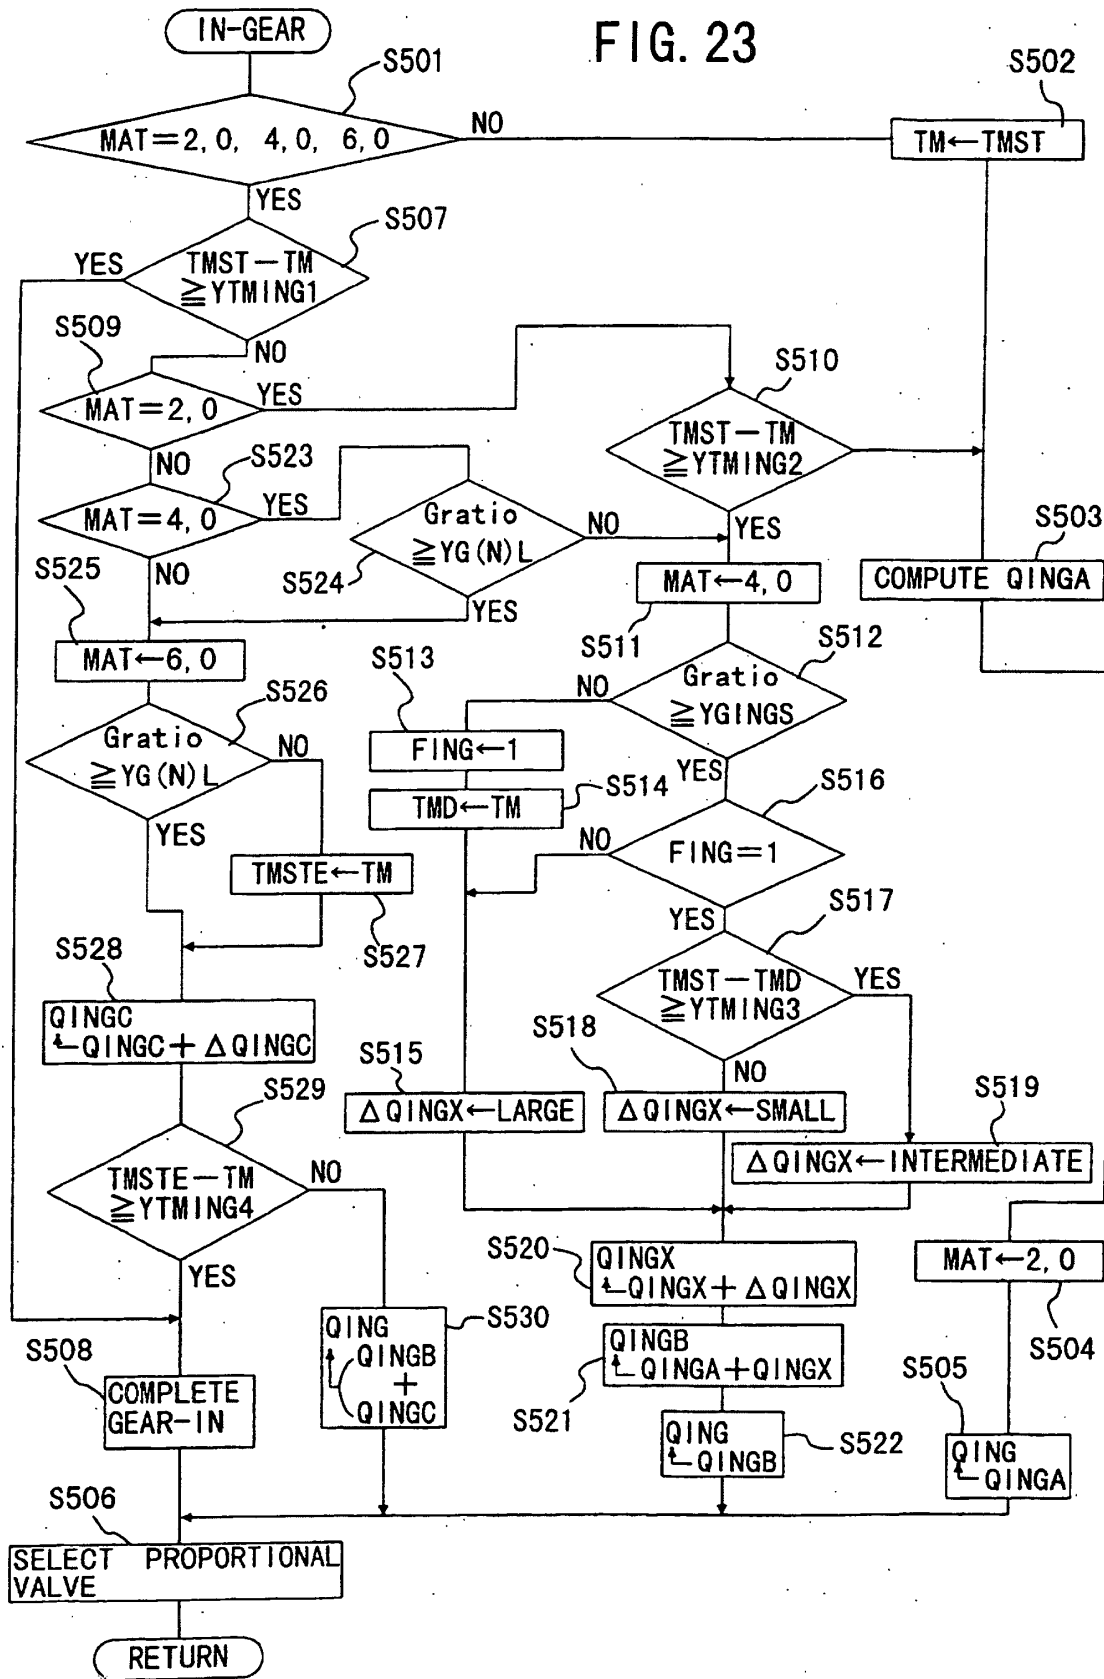 IN-GEAR
FIG. 23
S501
MAT=2,0, 4,0, 6,0
NO
S502
TM←TMST
YES
S507
TMST-TM
≧YTMING1
YES
NO
S509
MAT=2,0
YES
NO
S510
TMST-TM
≧YTMING2
YES
S523
MAT=4,0
YES
NO
S524
Gratio
≧YG(N)L
NO
YES
S503
COMPUTE QINGA
S525
MAT←6,0
S511
MAT←4,0
S526
Gratio
≧YG(N)L
NO
YES
S513
FING←1
S512
Gratio
≧YGINGS
NO
YES
S514
TMD←TM
S516
FING=1
NO
YES
TMSTE←TM
S527
S517
TMST-TMD
≧YTMING3
YES
NO
S528
QINGC
↑–QINGC+ΔQINGC
S515
ΔQINGX←LARGE
S518
ΔQINGX←SMALL
S519
ΔQINGX←INTERMEDIATE
S529
TMSTE-TM
≧YTMING4
NO
YES
S520
QINGX
↑–QINGX+ΔQINGX
MAT←2,0
S504
S530
QING
QINGB
+
QINGC
S521
QINGB
↑–QINGA+QINGX
S508
COMPLETE
GEAR-IN
S522
QING
↑–QINGB
S505
QING
↑–QINGA
S506
SELECT PROPORTIONAL
VALVE
RETURN